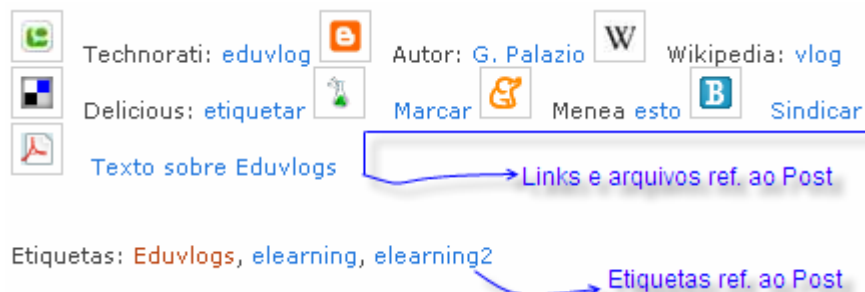 Technorati: eduvlog Autor: G. Palazio W Wikipedia: vlog
Delicious: etiquetar Marcar Menea esto B Sindicar
Texto sobre Eduvlogs
Links e arquivos ref. ao Post
Etiquetas: Eduvlogs, elearning, elearning2
Etiquetas ref. ao Post